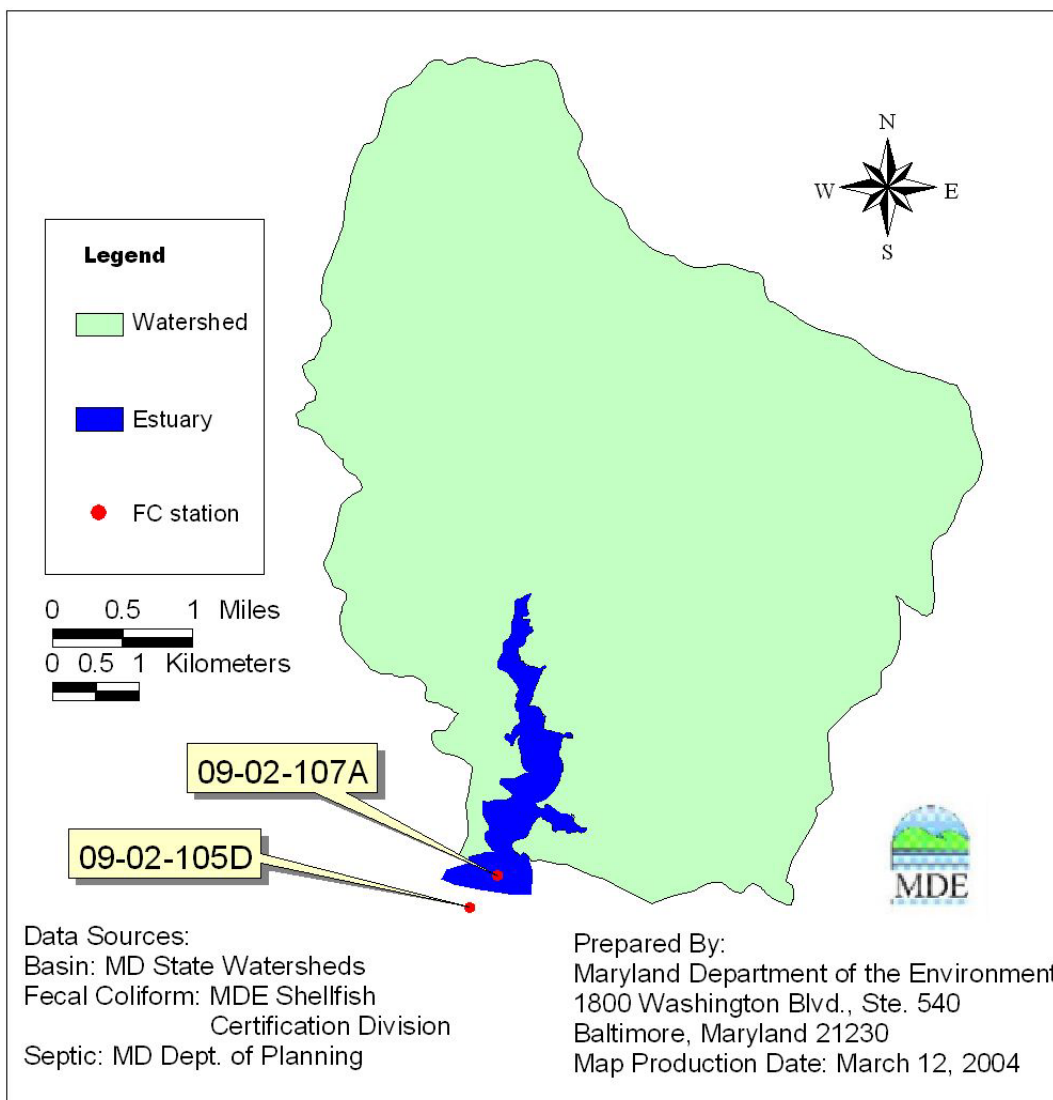 N
W E
S
Legend
Watershed
Estuary
FC station
0 0.5 1 Miles
0 0.5 1 Kilometers
09-02-107A
09-02-105D
MDE
Data Sources:
Basin: MD State Watersheds
Fecal Coliform: MDE Shellfish
Certification Division
Septic: MD Dept. of Planning
Prepared By:
Maryland Department of the Environment
1800 Washington Blvd., Ste. 540
Baltimore, Maryland 21230
Map Production Date: March 12, 2004